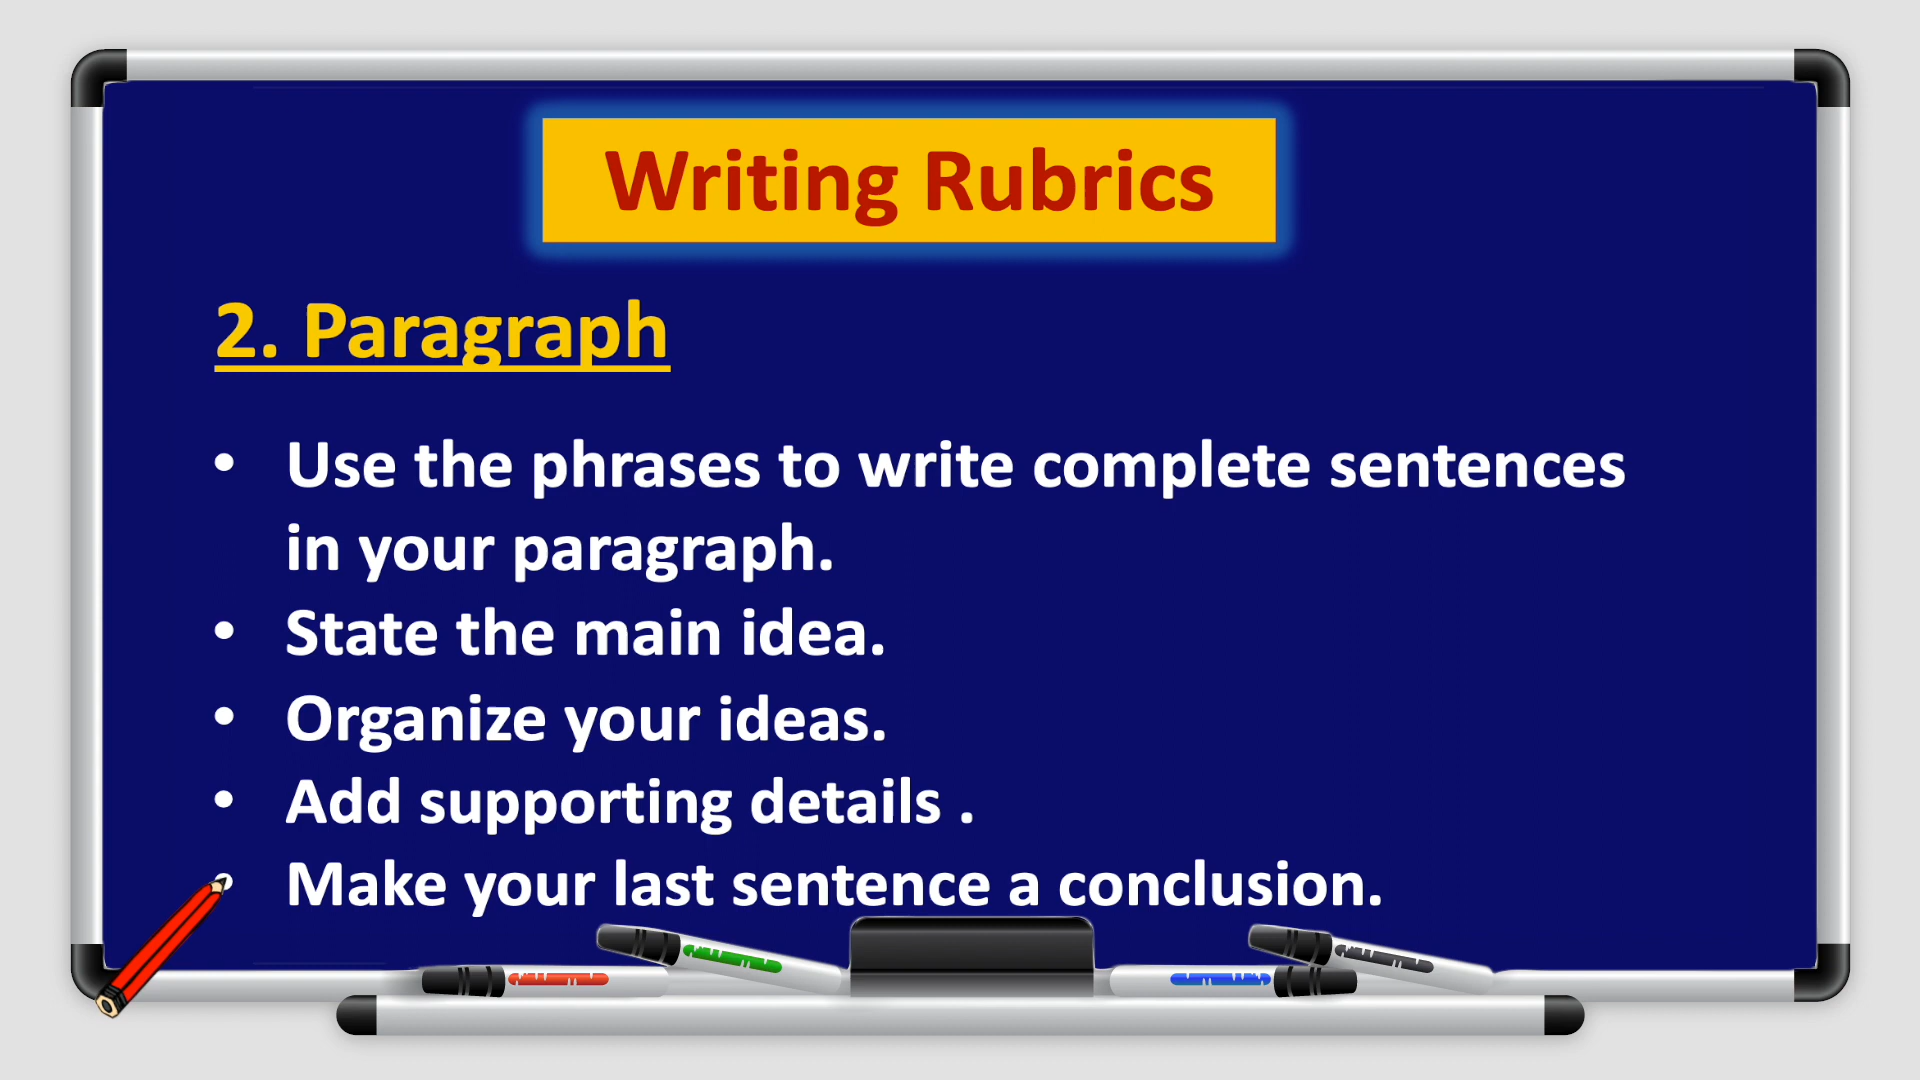 Writing Rubrics
2. Paragraph
• Use the phrases to write complete sentences
in your paragraph.
• State the main idea.
• Organize your ideas.
• Add supporting details .
• Make your last sentence a conclusion.